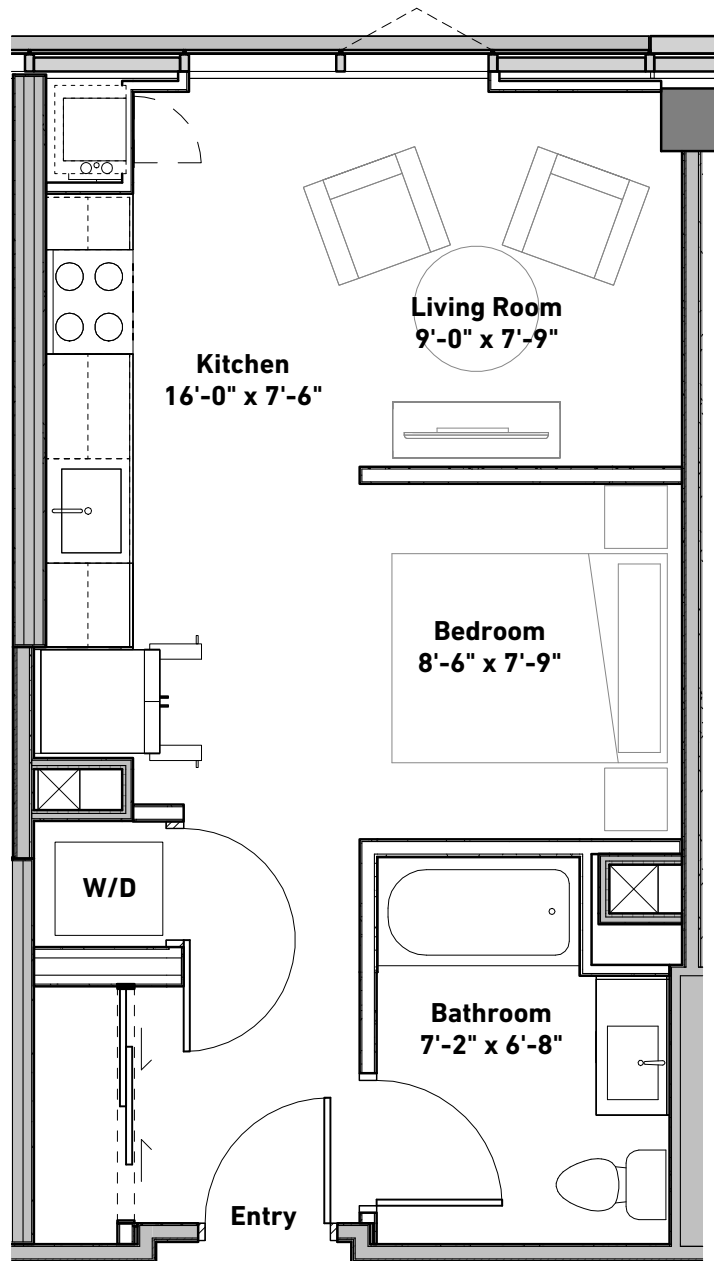 Living Room
9'-0" x 7'-9"
Kitchen
16'-0" x 7'-6"
Bedroom
8'-6" x 7'-9"
W/D
Bathroom
7'-2" x 6'-8"
Entry